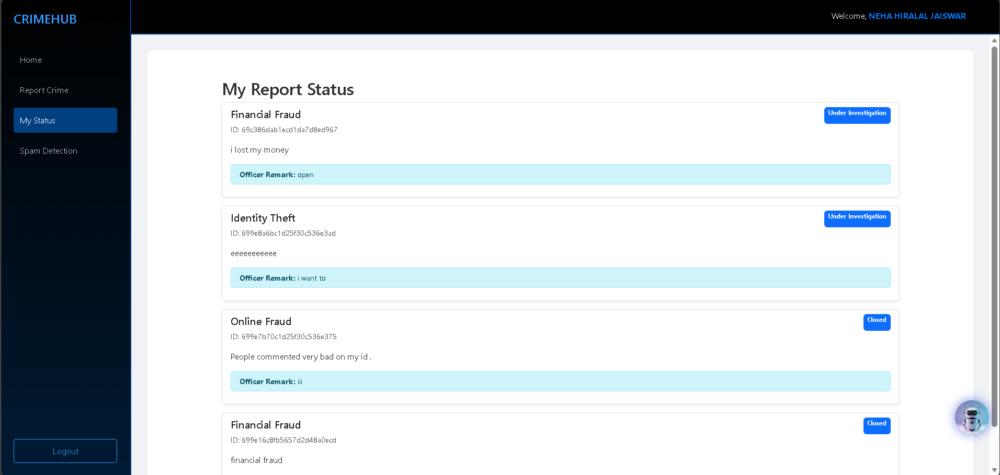 CRIMEHUB
Welcome, NEHA HIRALAL JAISWAR
Home
Report Crime
My Status
Spam Detection
Logout
My Report Status
Financial Fraud
Under Investigation
ID: 69c386dab1ecd1da7d8ed967
i lost my money
Officer Remark: open
Identity Theft
Under Investigation
ID: 699e8a6bc1d25f30c536e3ad
eeeeeeeeeee
Officer Remark: i want to
Online Fraud
Closed
ID: 699e7b70c1d25f30c536e375
People commented very bad on my id .
Officer Remark: iii
Financial Fraud
Closed
ID: 699e16c8fb5657d2d48a0ecd
financial fraud